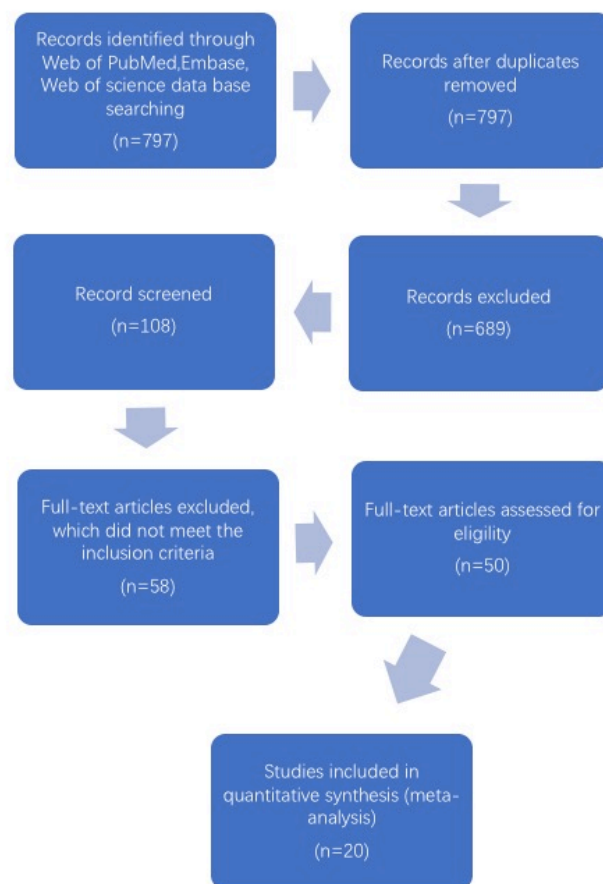 Records identified through
Web of PubMed,Embase,
Web of science data base
searching
(n=797)
Records after duplicates
removed
(n=797)
Records excluded
(n=689)
Record screened
(n=108)
Full-text articles excluded,
which did not meet the
inclusion criteria
(n=58)
Full-text articles assessed for
eligility
(n=50)
Studies included in
quantitative synthesis (meta-
analysis)
(n=20)